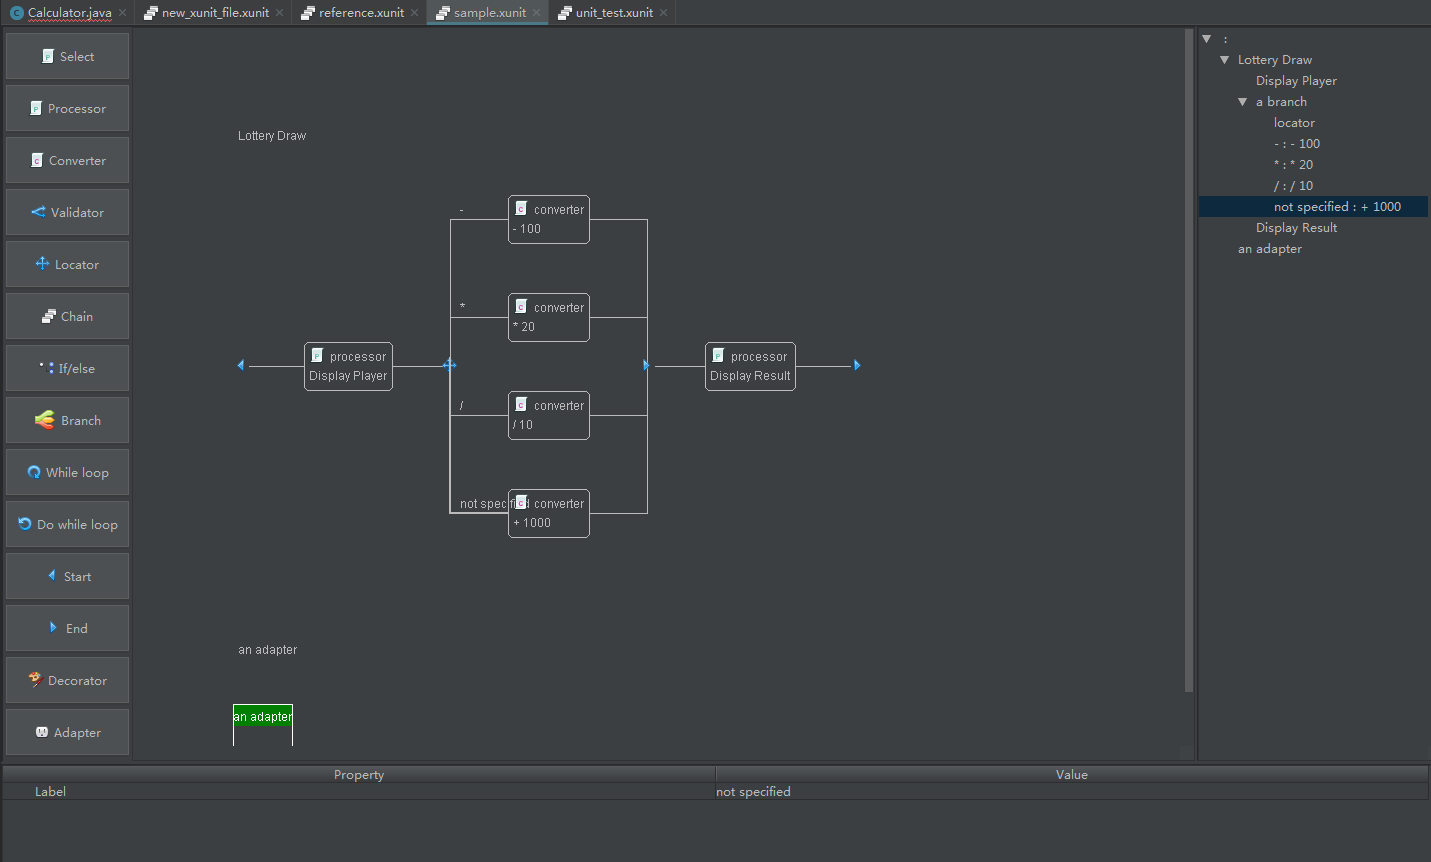 Calculator.java
new_xunit_file.xunit
reference.xunit
sample.xunit
unit_test.xunit
Select
Processor
Converter
Validator
Locator
Chain
If/else
Branch
While loop
Do while loop
Start
End
Decorator
Adapter
Lottery Draw
-
converter
- 100
*
converter
* 20
processor
Display Player
processor
Display Result
/
converter
/ 10
not specified
converter
+ 1000
an adapter
an adapter
:
Lottery Draw
Display Player
a branch
locator
- : - 100
* : * 20
/ : / 10
not specified : + 1000
Display Result
an adapter
Property Value
Label not specified